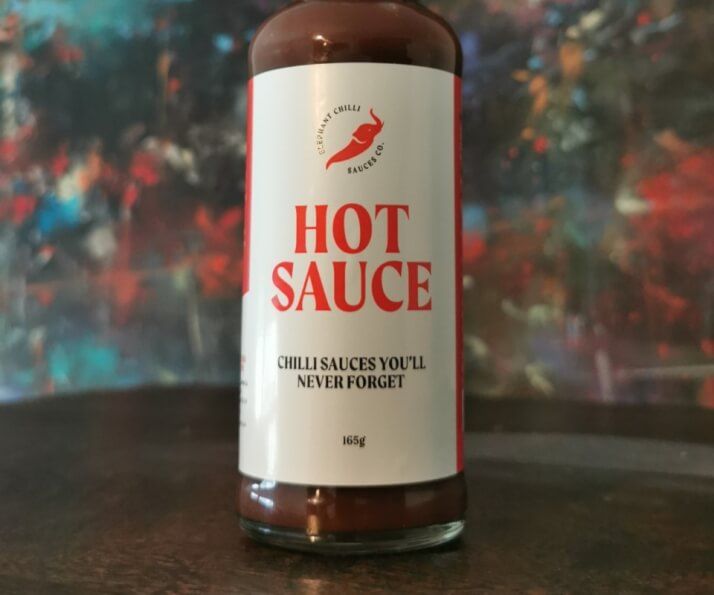 ELEPHANT CHILLI
SAUCES CO.
HOT
SAUCE
CHILLI SAUCES YOU'LL
NEVER FORGET
165g